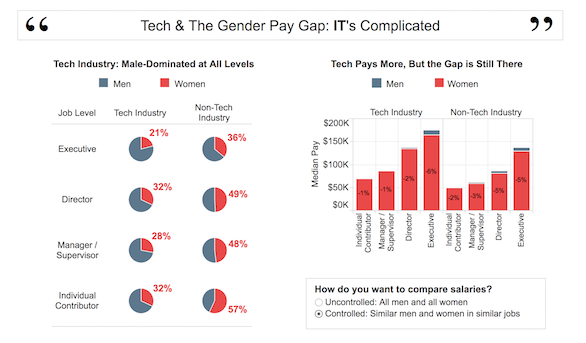 “ Tech & The Gender Pay Gap: IT's Complicated ”
Tech Industry: Male-Dominated at All Levels
Men Women
Job Level Tech Industry Non-Tech
Industry
Executive 21% 36%
Director 32% 49%
Manager /
Supervisor 28% 48%
Individual
Contributor 32% 57%
Tech Pays More, But the Gap is Still There
Men Women
Tech Industry Non-Tech Industry
Median Pay
$200K
$150K
$100K
$50K
$0K
-1% -1% -2% -6% -2% -3% -5% -6%
Individual
Contributor
Manager /
Supervisor
Director
Executive
Individual
Contributor
Manager /
Supervisor
Director
Executive
How do you want to compare salaries?
Uncontrolled: All men and all women
Controlled: Similar men and women in similar jobs